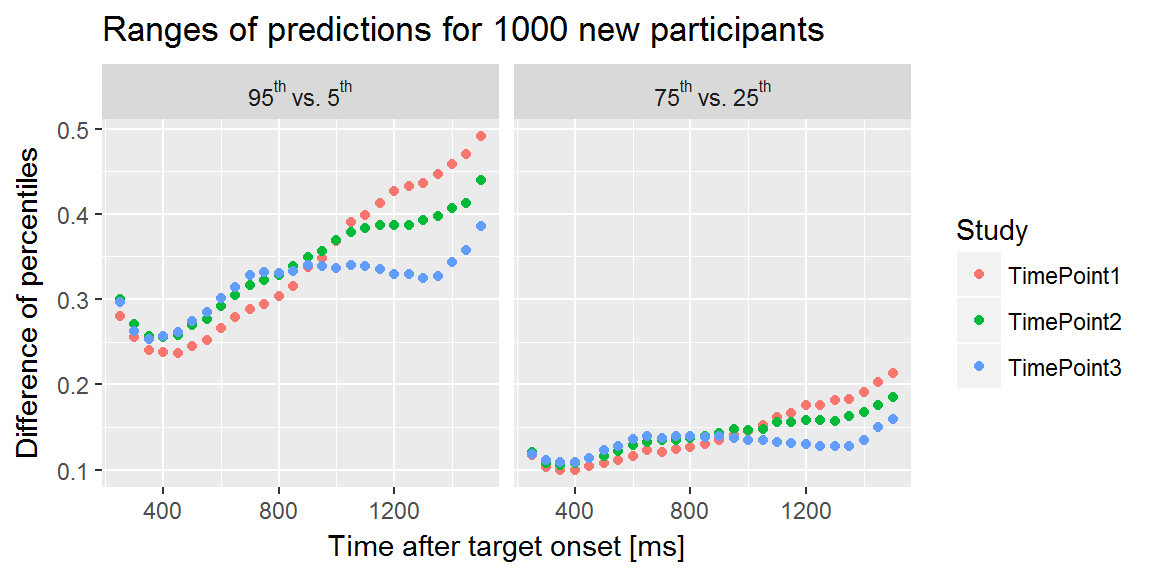 Ranges of predictions for 1000 new participants
95th vs. 5th
75th vs. 25th
Difference of percentiles
0.5
0.4
0.3
0.2
0.1
400 800 1200
400 800 1200
Time after target onset [ms]
Study
TimePoint1
TimePoint2
TimePoint3